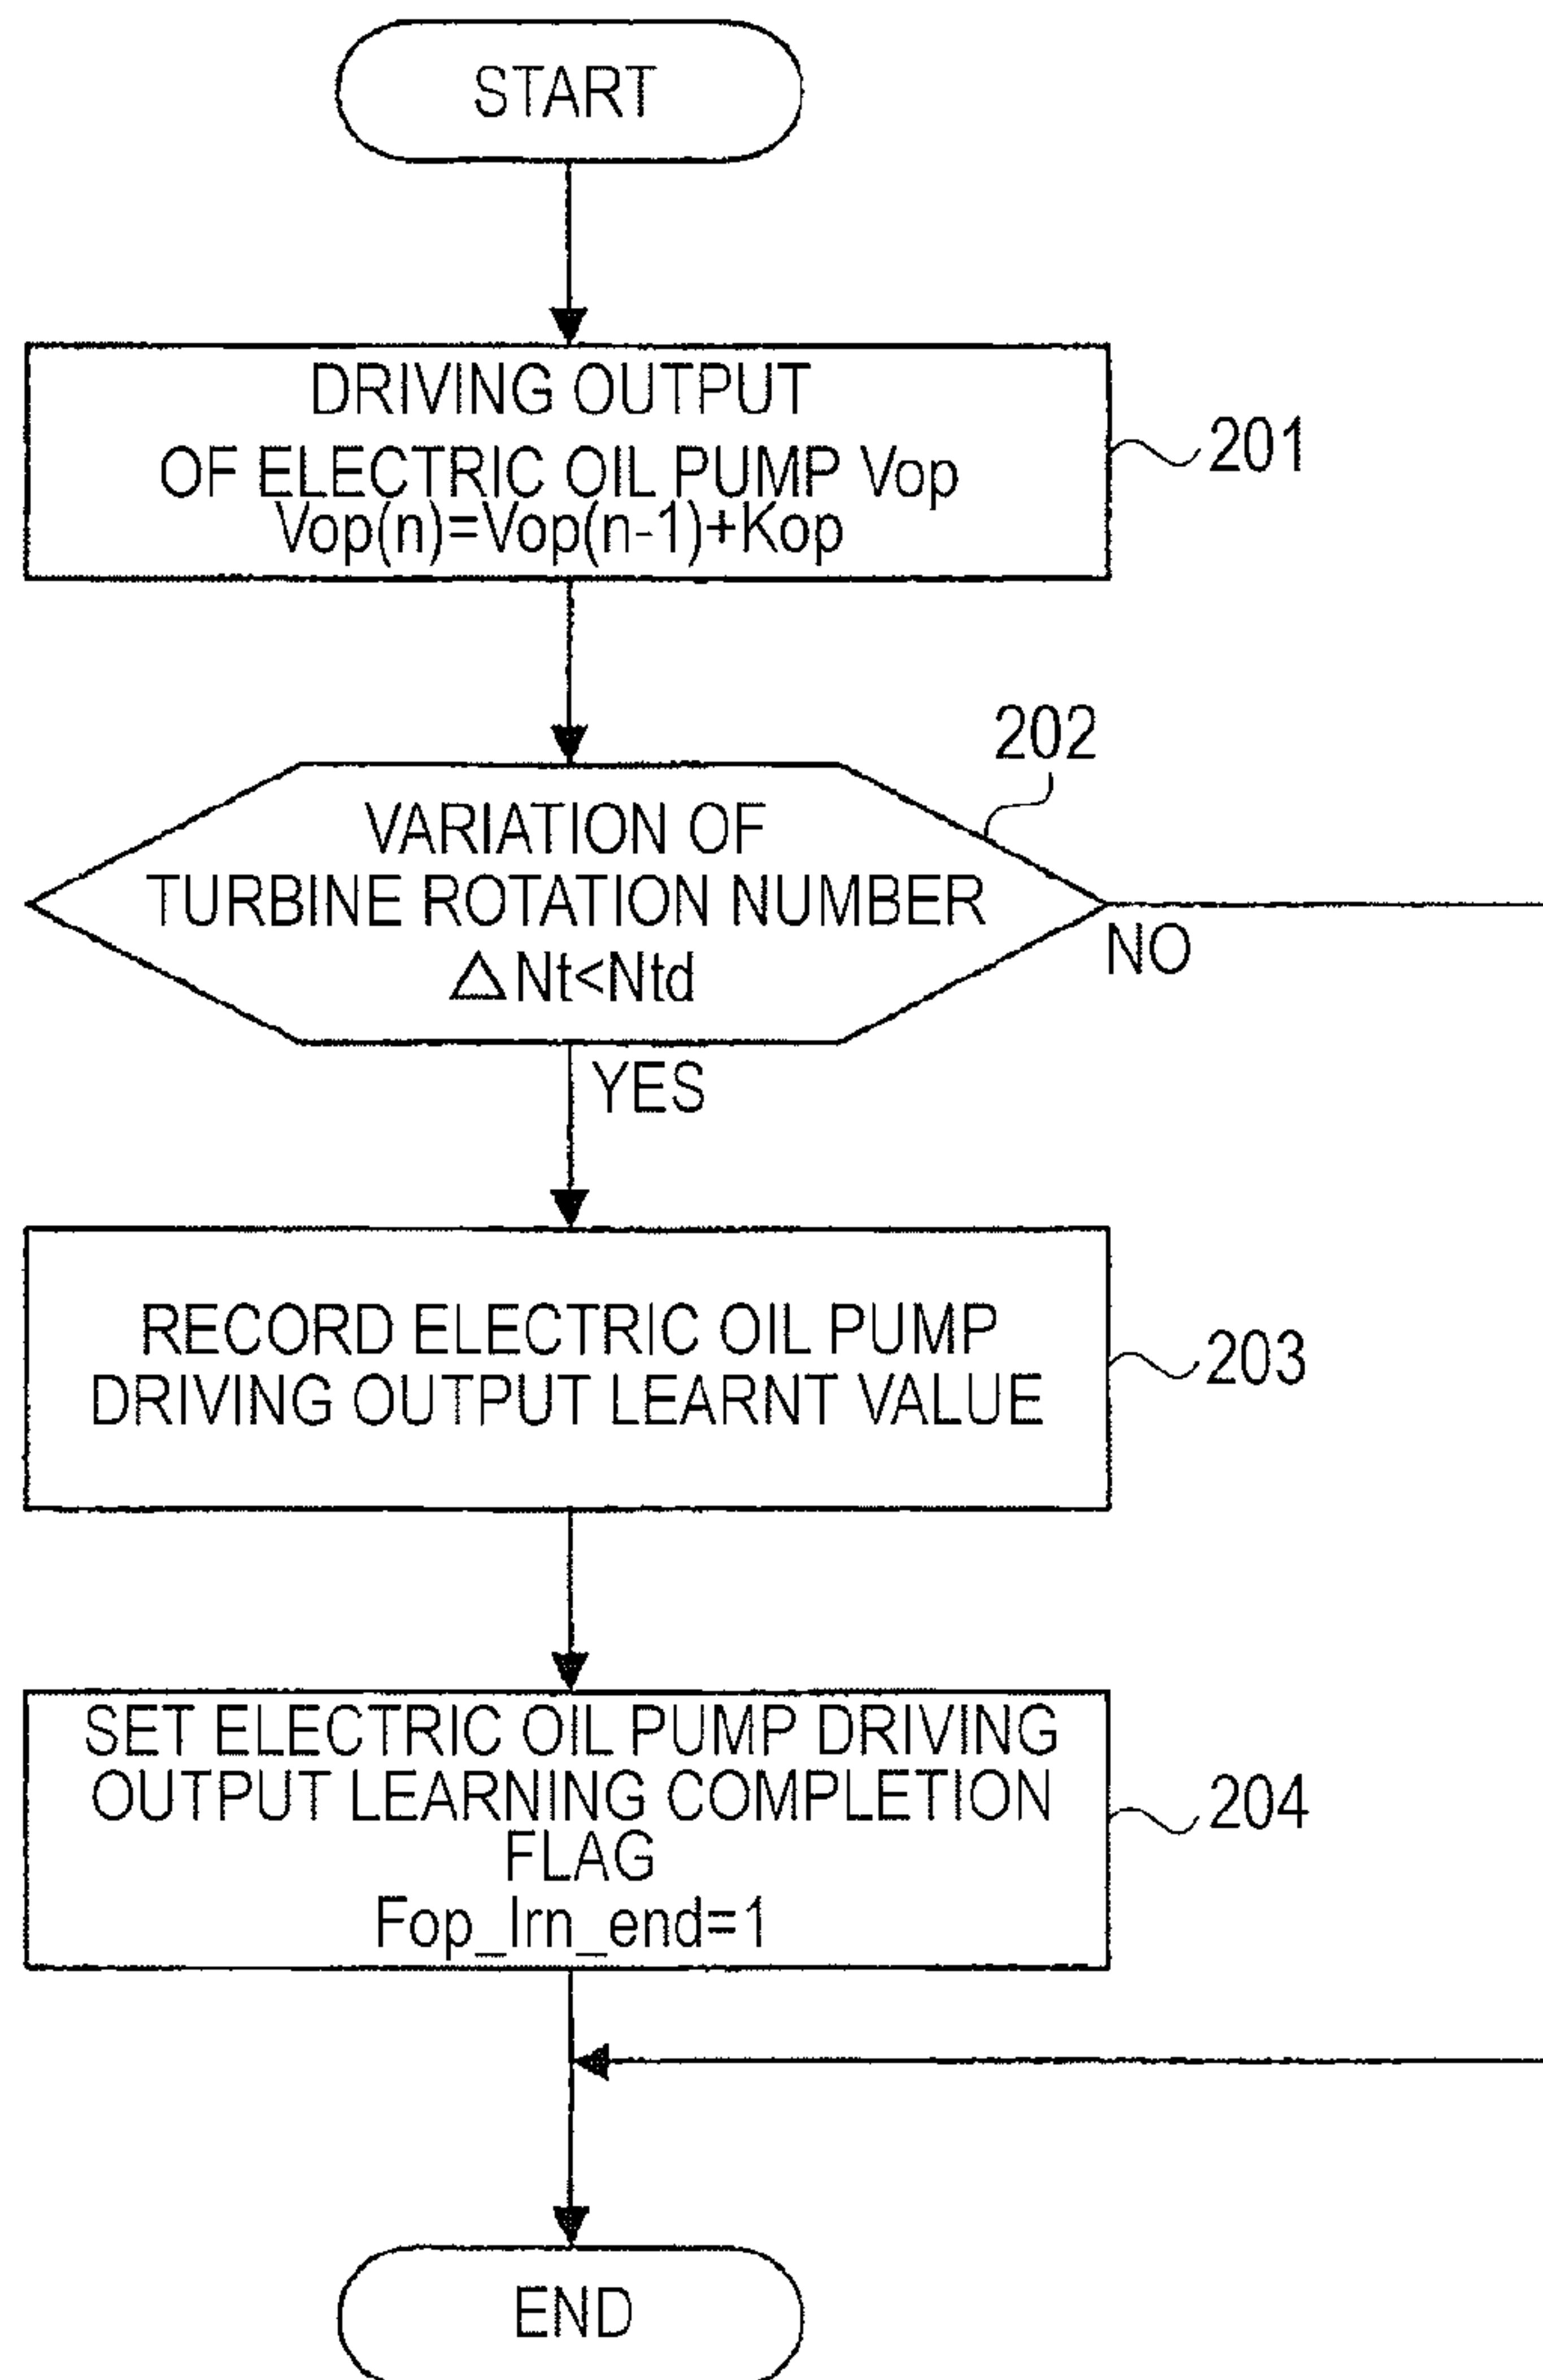 START
DRIVING OUTPUT
OF ELECTRIC OIL PUMP Vop
Vop(n)=Vop(n-1)+Kop
201
202
VARIATION OF
TURBINE ROTATION NUMBER
△Nt<Ntd
NO
YES
RECORD ELECTRIC OIL PUMP
DRIVING OUTPUT LEARNT VALUE
203
SET ELECTRIC OIL PUMP DRIVING
OUTPUT LEARNING COMPLETION
FLAG
Fop_lrn_end=1
204
END